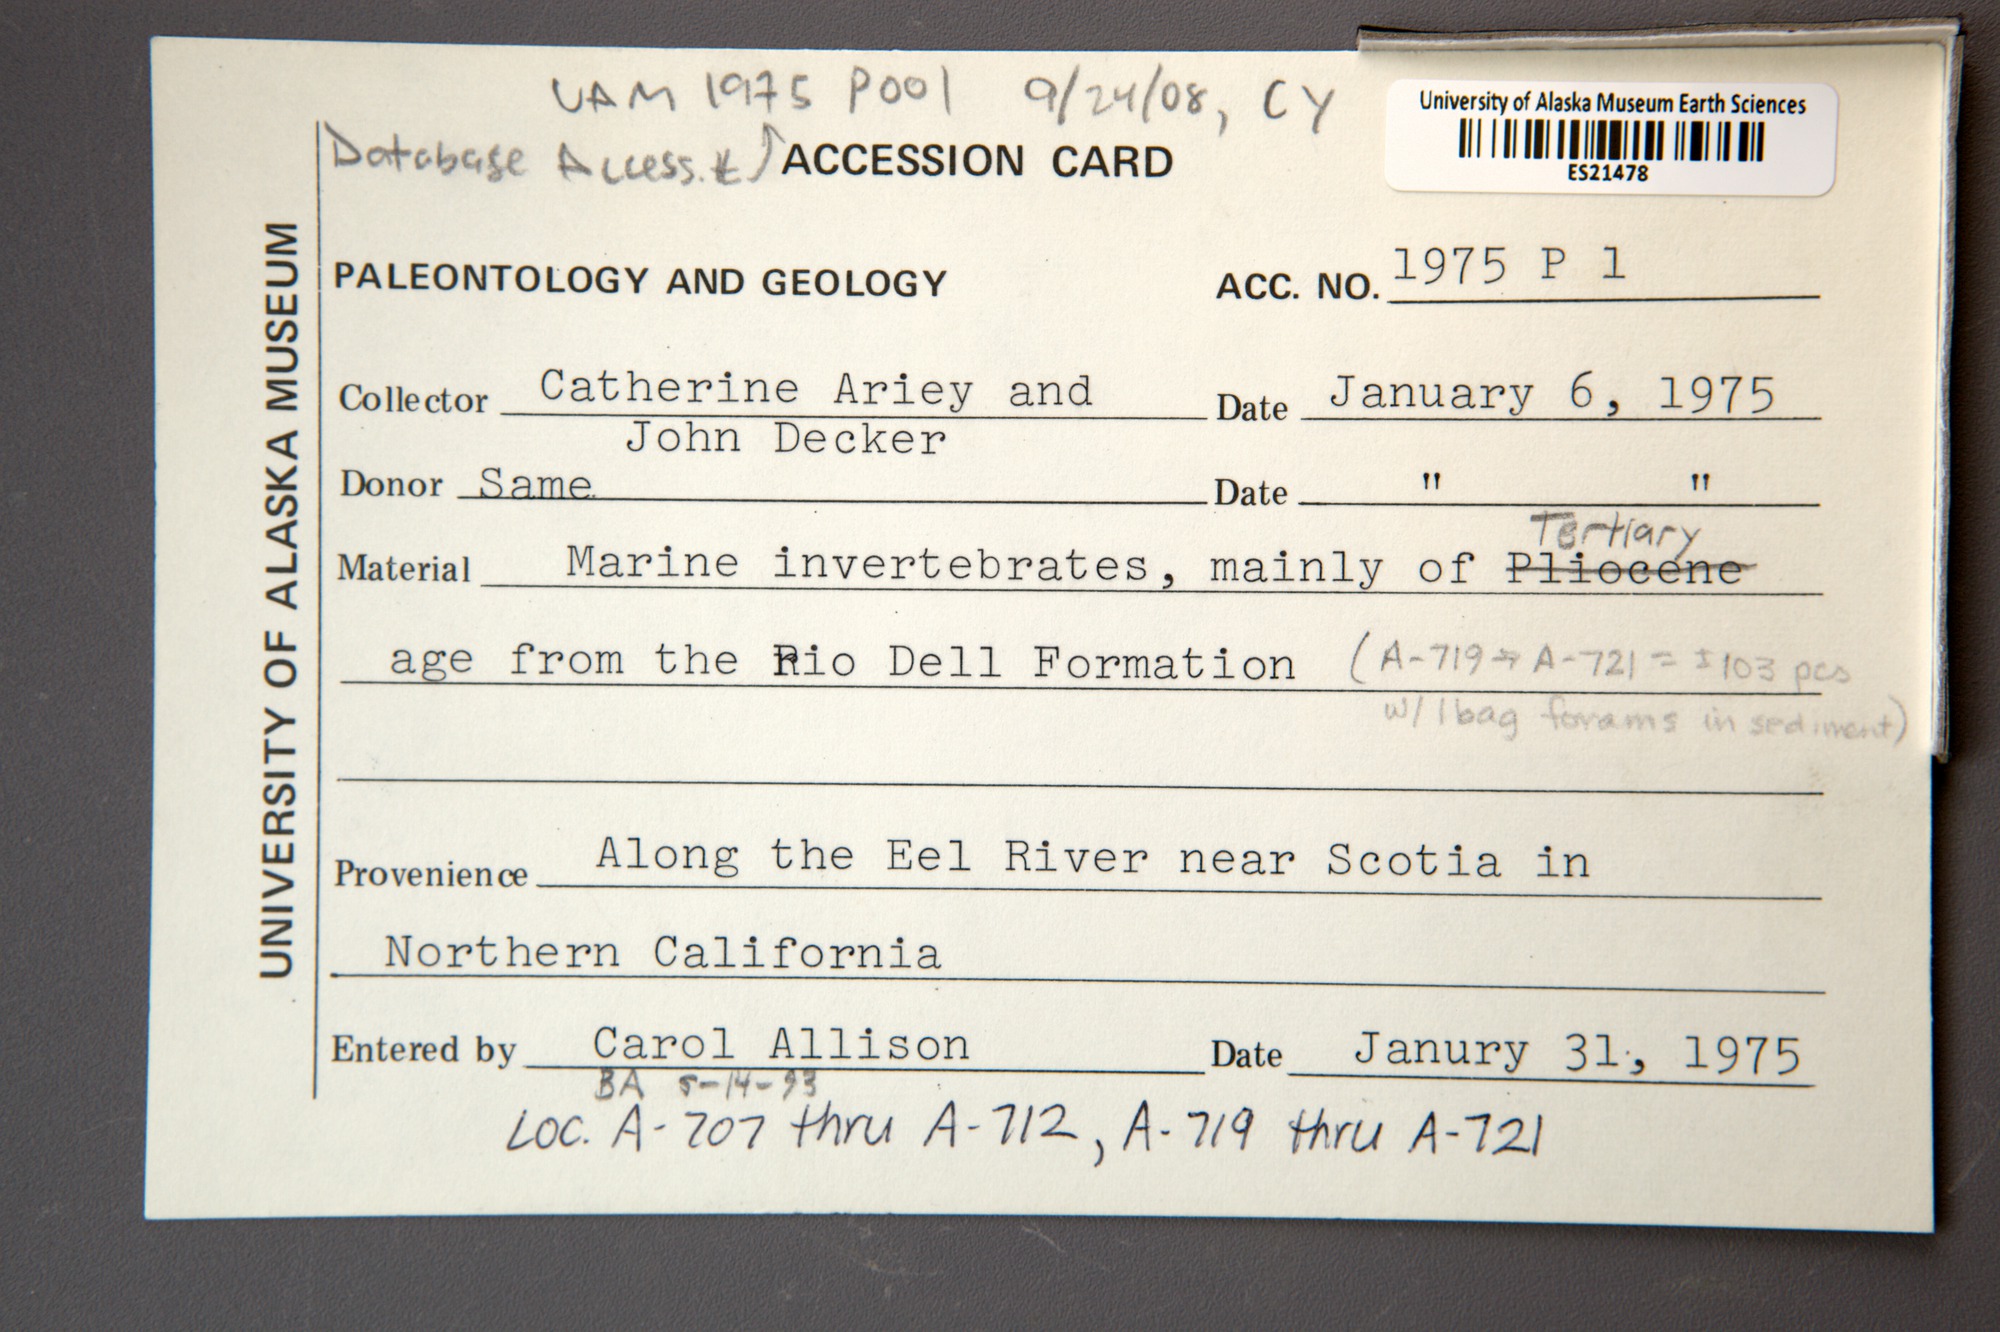 UAM 1975 P001 9/24/08, CY
Database Access. #
ACCESSION CARD
University of Alaska Museum Earth Sciences
ES21478
UNIVERSITY OF ALASKA MUSEUM
PALEONTOLOGY AND GEOLOGY ACC. NO. 1975 P 1
Collector Catherine Ariey and Date January 6, 1975
John Decker
Donor Same Date " "
Tertiary
Material Marine invertebrates, mainly of Pliocene
age from the Rio Dell Formation (A-719 → A-721 = ±103 pcs
w/ 1 bag forams in sediment)
Provenience Along the Eel River near Scotia in
Northern California
Entered by Carol Allison Date Janury 31, 1975
BA 5-14-93
Loc. A-707 thru A-712, A-719 thru A-721